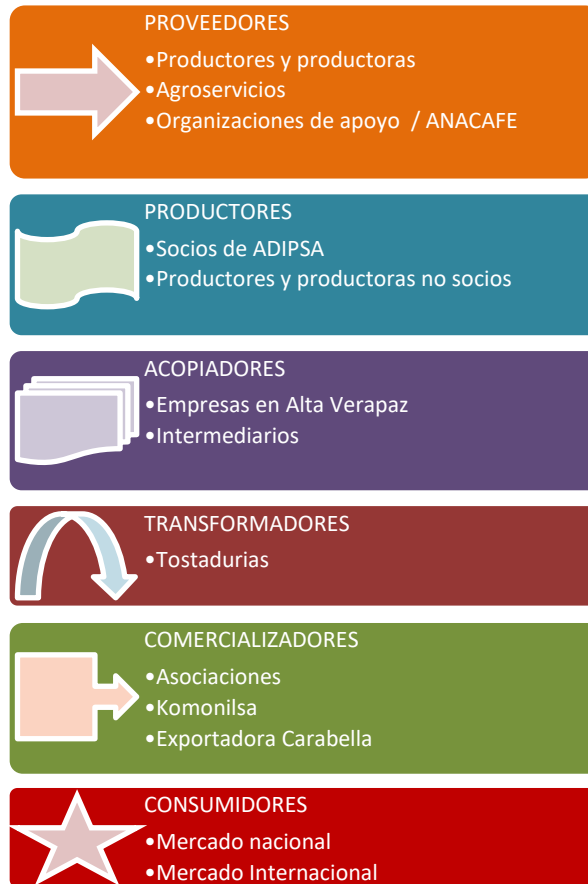 PROVEEDORES
•Productores y productoras
•Agroservicios
•Organizaciones de apoyo / ANACAFE
PRODUCTORES
•Socios de ADIPSA
•Productores y productoras no socios
ACOPIADORES
•Empresas en Alta Verapaz
•Intermediarios
TRANSFORMADORES
•Tostadurias
COMERCIALIZADORES
•Asociaciones
•Komonilsa
•Exportadora Carabella
CONSUMIDORES
•Mercado nacional
•Mercado Internacional